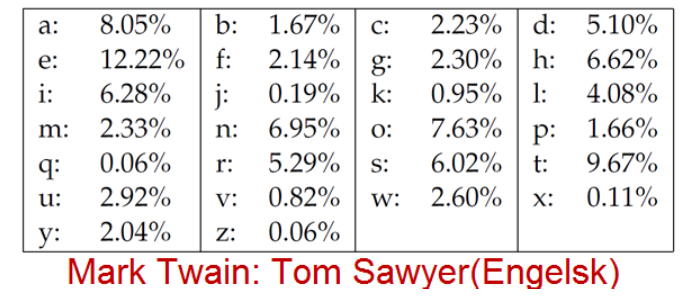 a: 8.05% b: 1.67% c: 2.23% d: 5.10%
e: 12.22% f: 2.14% g: 2.30% h: 6.62%
i: 6.28% j: 0.19% k: 0.95% l: 4.08%
m: 2.33% n: 6.95% o: 7.63% p: 1.66%
q: 0.06% r: 5.29% s: 6.02% t: 9.67%
u: 2.92% v: 0.82% w: 2.60% x: 0.11%
y: 2.04% z: 0.06%
Mark Twain: Tom Sawyer(Engelsk)